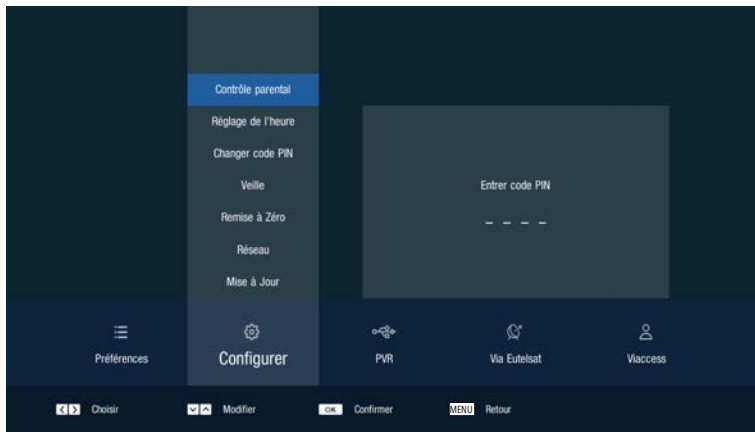 Contrôle parental
Réglage de l'heure
Changer code PIN
Veille
Remise à Zéro
Réseau
Mise à Jour
Entrer code PIN
_ _ _ _
Préférences
Configurer
PVR
Via Eutelsat
Viaccess
Choisir
Modifier
OK Confirmer
MENU Retour